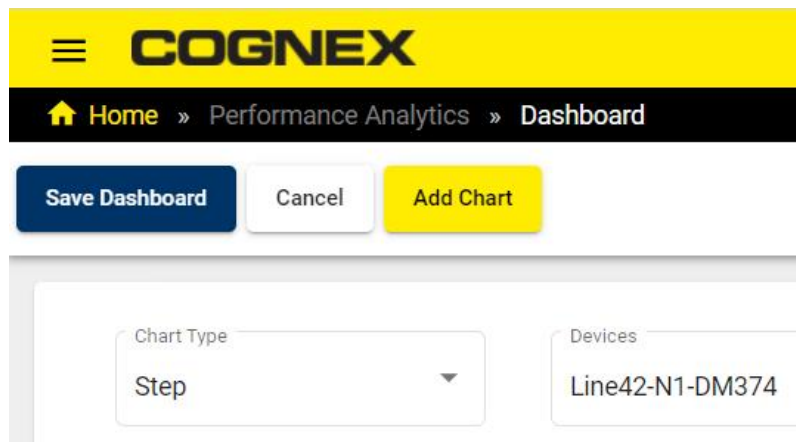 COGNEX
Home » Performance Analytics » Dashboard
Save Dashboard Cancel Add Chart
Chart Type Devices
Step Line42-N1-DM374